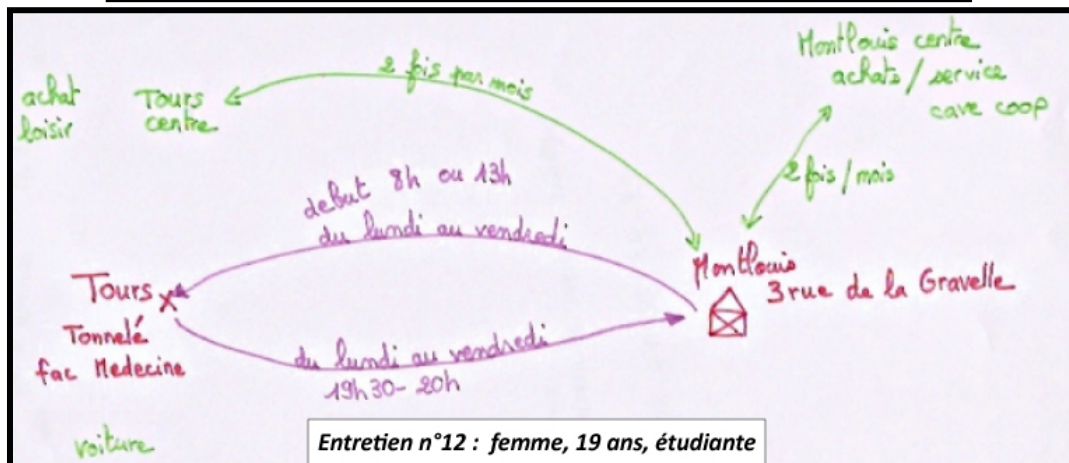 achat
loisir
Tours
centre
2 fois par mois
Montlouis centre
achats / service
cave coop
2 fois / mois
debut 8h ou 13h
du lundi au vendredi
Tours
Tonnelé
fac Medecine
Montlouis
3 rue de la Gravelle
du lundi au vendredi
19h30 - 20h
voiture
Entretien n°12 : femme, 19 ans, étudiante